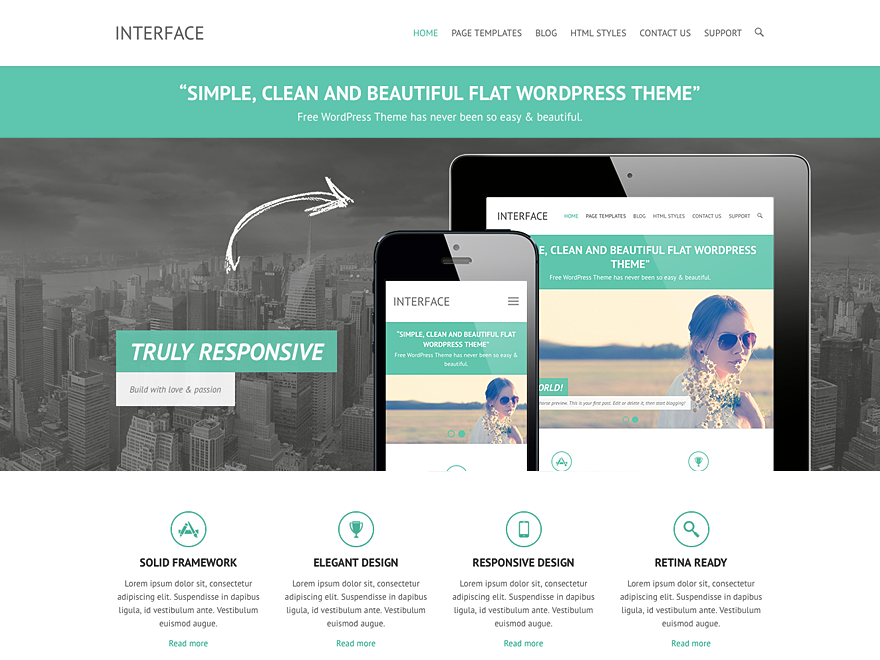 INTERFACE
HOME PAGE TEMPLATES BLOG HTML STYLES CONTACT US SUPPORT
“SIMPLE, CLEAN AND BEAUTIFUL FLAT WORDPRESS THEME”
Free WordPress Theme has never been so easy & beautiful.
INTERFACE
HOME PAGE TEMPLATES BLOG HTML STYLES CONTACT US SUPPORT
E, CLEAN AND BEAUTIFUL FLAT WORDPRESS
THEME”
Free WordPress Theme has never been so easy & beautiful.
ORLD!
theme preview. This is your first post. Edit or delete it, then start blogging!
INTERFACE
“SIMPLE, CLEAN AND BEAUTIFUL FLAT
WORDPRESS THEME”
Free WordPress Theme has never been so easy &
beautiful.
TRULY RESPONSIVE
Build with love & passion
SOLID FRAMEWORK
Lorem ipsum dolor sit, consectetur
adipiscing elit. Suspendisse in dapibus
ligula, id vestibulum ante. Vestibulum
euismod augue.
Read more
ELEGANT DESIGN
Lorem ipsum dolor sit, consectetur
adipiscing elit. Suspendisse in dapibus
ligula, id vestibulum ante. Vestibulum
euismod augue.
Read more
RESPONSIVE DESIGN
Lorem ipsum dolor sit, consectetur
adipiscing elit. Suspendisse in dapibus
ligula, id vestibulum ante. Vestibulum
euismod augue.
Read more
RETINA READY
Lorem ipsum dolor sit, consectetur
adipiscing elit. Suspendisse in dapibus
ligula, id vestibulum ante. Vestibulum
euismod augue.
Read more